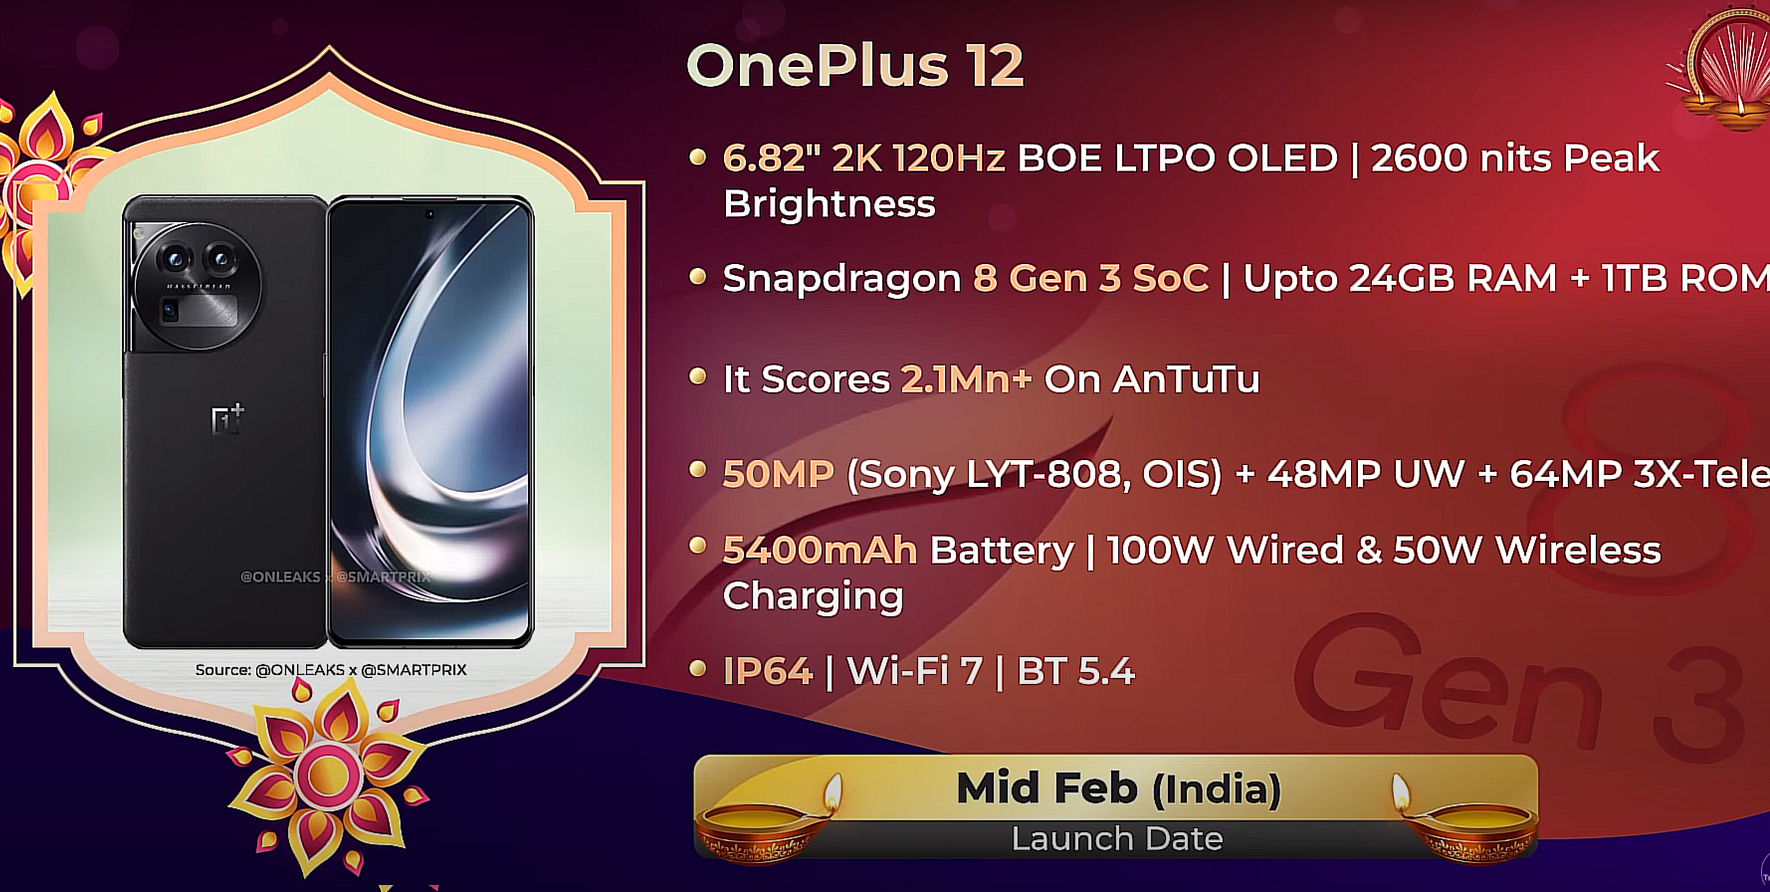 OnePlus 12
6.82" 2K 120Hz BOE LTPO OLED | 2600 nits Peak
Brightness
Snapdragon 8 Gen 3 SoC | Upto 24GB RAM + 1TB ROM
It Scores 2.1Mn+ On AnTuTu
50MP (Sony LYT-808, OIS) + 48MP UW + 64MP 3X-Tele
5400mAh Battery | 100W Wired & 50W Wireless
Charging
IP64 | Wi-Fi 7 | BT 5.4
HASSELBLAD
1+
@ONLEAKS x @SMARTPRIX
Source: @ONLEAKS x @SMARTPRIX
8
Gen 3
Mid Feb (India)
Launch Date